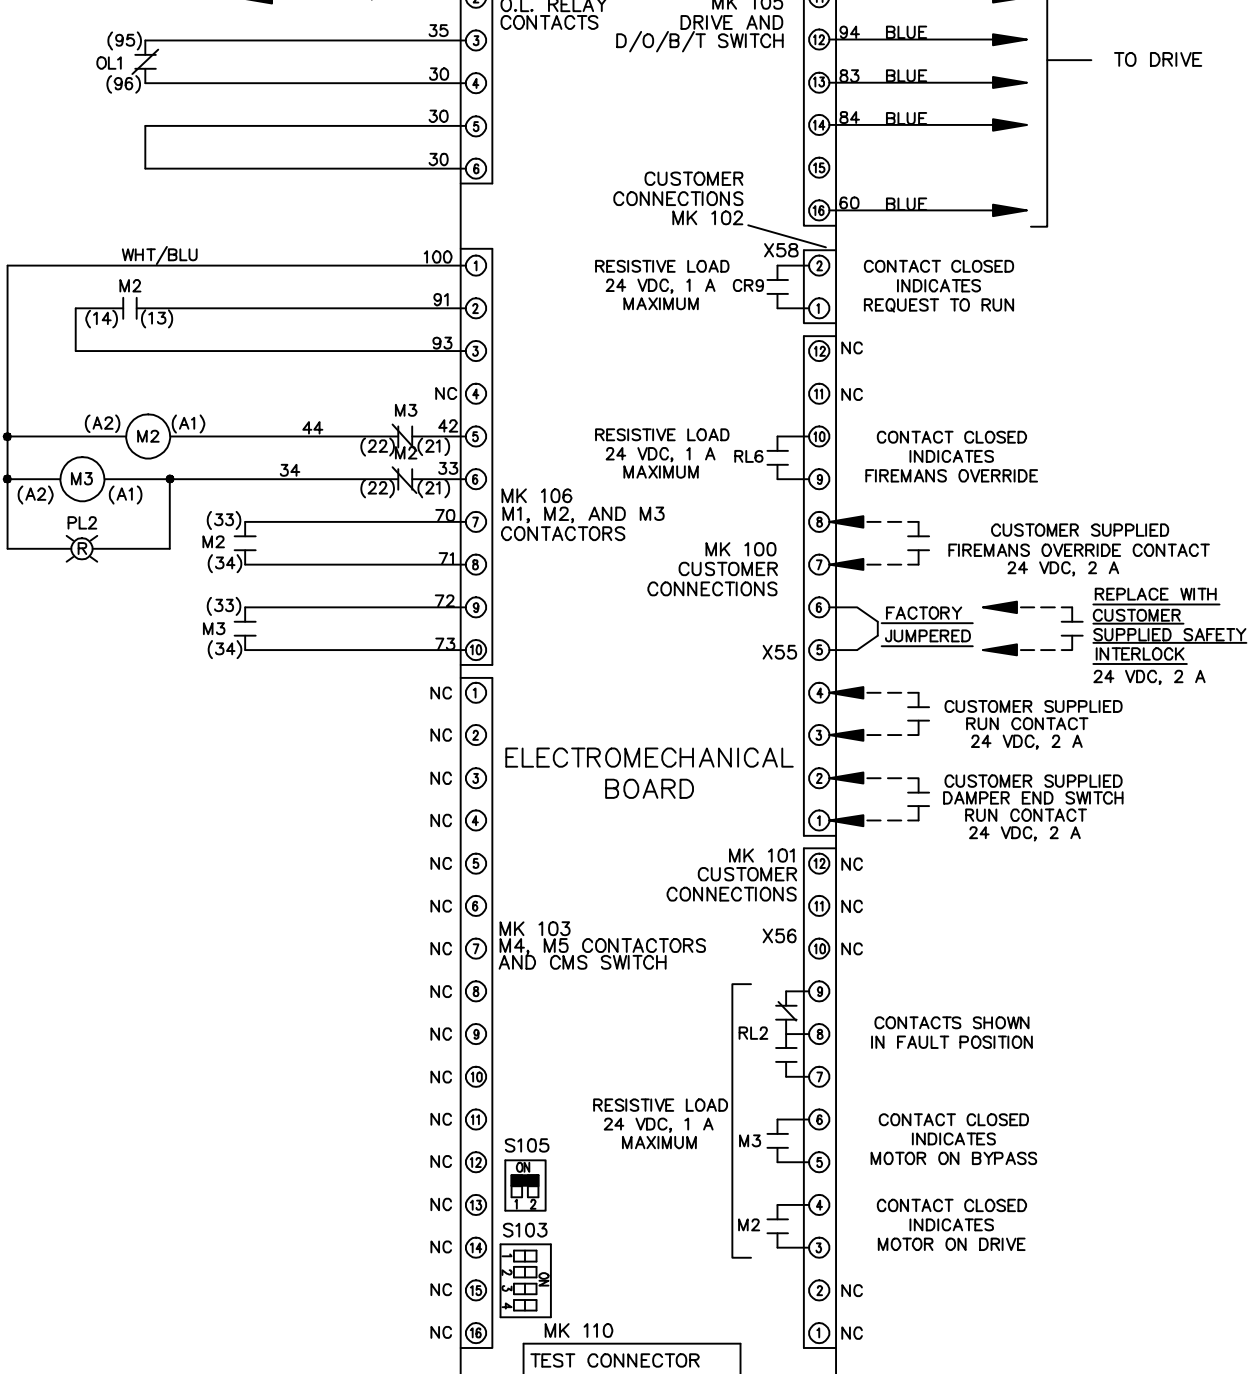 O.L. RELAY
CONTACTS
MK 105
DRIVE AND
D/O/B/T SWITCH
(95)
OL1
(96)
35
3
30
4
30
5
30
6
12
94 BLUE
13
83 BLUE
14
84 BLUE
15
16
60 BLUE
TO DRIVE
CUSTOMER
CONNECTIONS
MK 102
WHT/BLU
100
1
M2
(14) (13)
91
2
93
3
NC
4
(A2)
M2
(A1)
44
M3
(22) (21)
42
5
(A2)
M3
(A1)
34
M2
(22) (21)
33
6
PL2
R
(33)
M2
(34)
70
7
71
8
(33)
M3
(34)
72
9
73
10
MK 106
M1, M2, AND M3
CONTACTORS
X58
RESISTIVE LOAD
24 VDC, 1 A
MAXIMUM
CR9
2
1
CONTACT CLOSED
INDICATES
REQUEST TO RUN
12
NC
11
NC
RESISTIVE LOAD
24 VDC, 1 A
MAXIMUM
RL6
10
9
CONTACT CLOSED
INDICATES
FIREMANS OVERRIDE
MK 100
CUSTOMER
CONNECTIONS
8
7
CUSTOMER SUPPLIED
FIREMANS OVERRIDE CONTACT
24 VDC, 2 A
6
X55
5
FACTORY
JUMPERED
REPLACE WITH
CUSTOMER
SUPPLIED SAFETY
INTERLOCK
24 VDC, 2 A
4
3
CUSTOMER SUPPLIED
RUN CONTACT
24 VDC, 2 A
2
1
CUSTOMER SUPPLIED
DAMPER END SWITCH
RUN CONTACT
24 VDC, 2 A
ELECTROMECHANICAL
BOARD
NC 1
NC 2
NC 3
NC 4
NC 5
NC 6
NC 7
NC 8
NC 9
NC 10
NC 11
NC 12
NC 13
NC 14
NC 15
NC 16
MK 103
M4, M5 CONTACTORS
AND CMS SWITCH
S105
ON
1 2
S103
1
2
3
4
ON
MK 110
TEST CONNECTOR
MK 101
CUSTOMER
CONNECTIONS
X56
12 NC
11 NC
10 NC
9
RL2
8
7
CONTACTS SHOWN
IN FAULT POSITION
RESISTIVE LOAD
24 VDC, 1 A
MAXIMUM
M3
6
5
CONTACT CLOSED
INDICATES
MOTOR ON BYPASS
M2
4
3
CONTACT CLOSED
INDICATES
MOTOR ON DRIVE
2 NC
1 NC